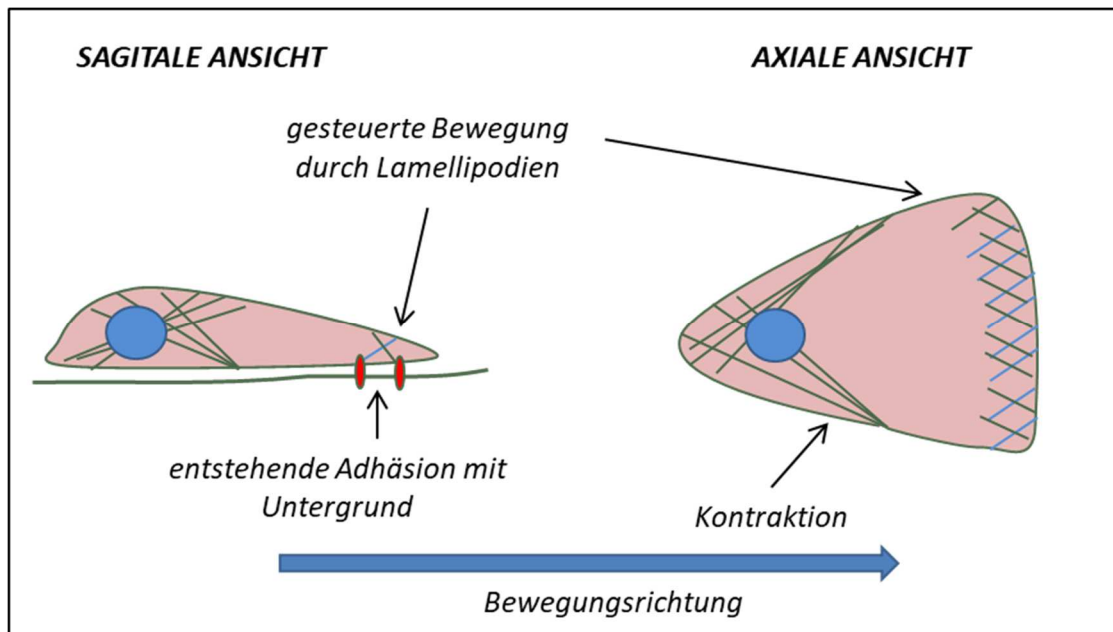 SAGITALE ANSICHT
AXIALE ANSICHT
gesteuerte Bewegung
durch Lamellipodien
entstehende Adhäsion mit
Untergrund
Kontraktion
Bewegungsrichtung